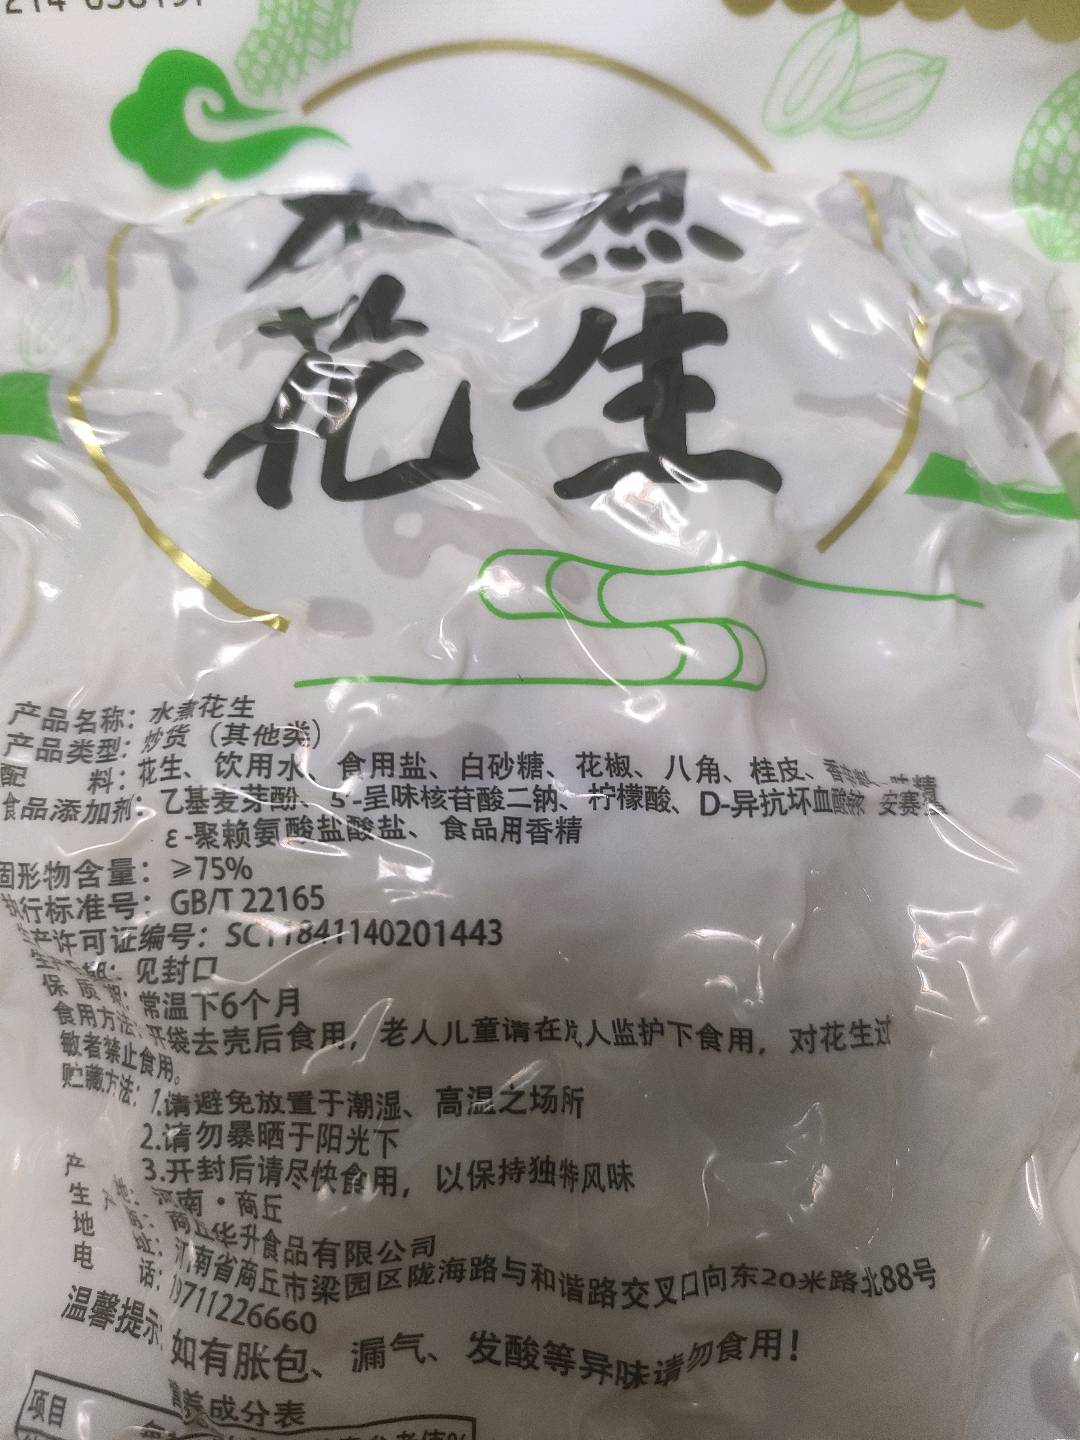 水煮
花生
产品名称：水煮花生
产品类型：炒货（其他类）
配料：花生、饮用水、食用盐、白砂糖、花椒、八角、桂皮、
食品添加剂：乙基麦芽酚、5'-呈味核苷酸二钠、柠檬酸、D-异抗坏血酸钠 安赛蜜
ε-聚赖氨酸盐酸盐、食品用香精
固形物含量：≥75%
执行标准号：GB/T 22165
生产许可证编号：SC11841140201443
生产日期：见封口
保质期：常温下6个月
食用方法：开袋去壳后食用，老人儿童请在成人监护下食用，对花生过
敏者禁止食用。
贮藏方法：1.请避免放置于潮湿、高温之场所
2.请勿暴晒于阳光下
3.开封后请尽快食用，以保持独特风味
产地：河南·商丘
生产商：商丘华升食品有限公司
地址：河南省商丘市梁园区陇海路与和谐路交叉口向东20米路北88号
电话：19711226660
温馨提示：如有胀包、漏气、发酸等异味请勿食用！
营养成分表
项目